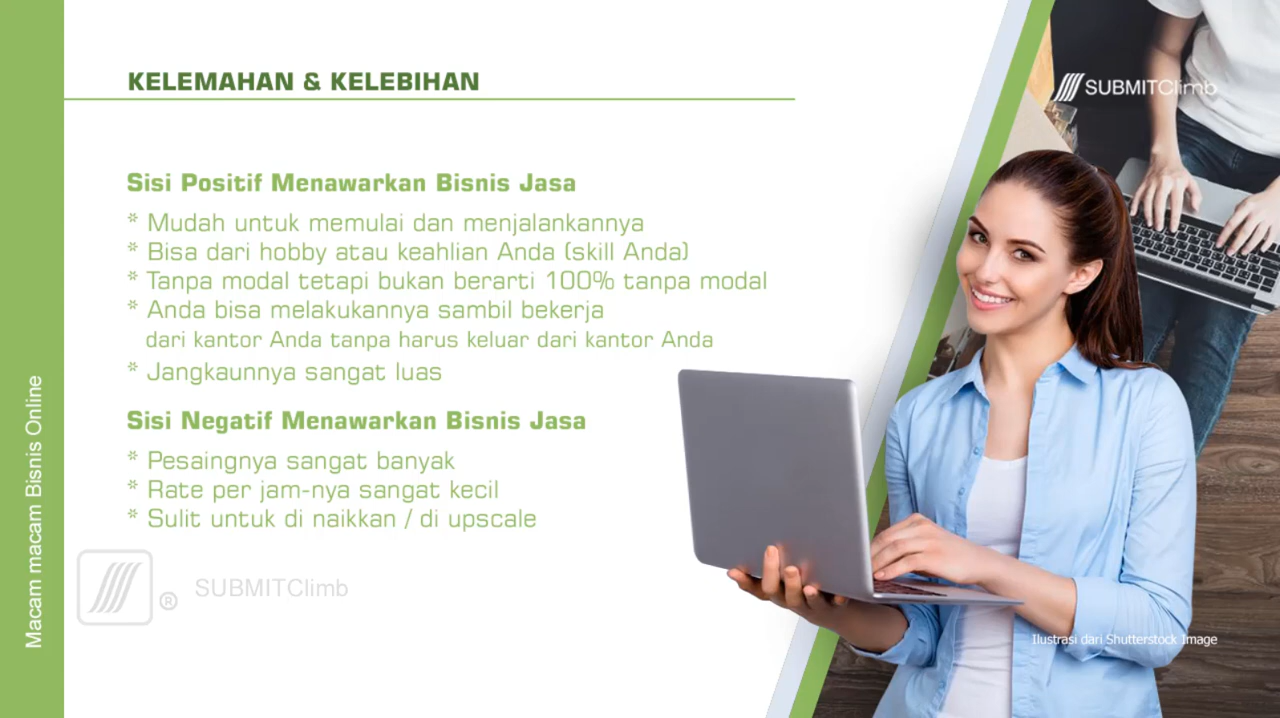 KELEMAHAN & KELEBIHAN
SUBMITClimb
Sisi Positif Menawarkan Bisnis Jasa
* Mudah untuk memulai dan menjalankannya
* Bisa dari hobby atau keahlian Anda (skill Anda)
* Tanpa modal tetapi bukan berarti 100% tanpa modal
* Anda bisa melakukannya sambil bekerja
dari kantor Anda tanpa harus keluar dari kantor Anda
* Jangkaunnya sangat luas
Sisi Negatif Menawarkan Bisnis Jasa
* Pesaingnya sangat banyak
* Rate per jam-nya sangat kecil
* Sulit untuk di naikkan / di upscale
® SUBMITClimb
Macam macam Bisnis Online
Ilustrasi dari Shutterstock Image